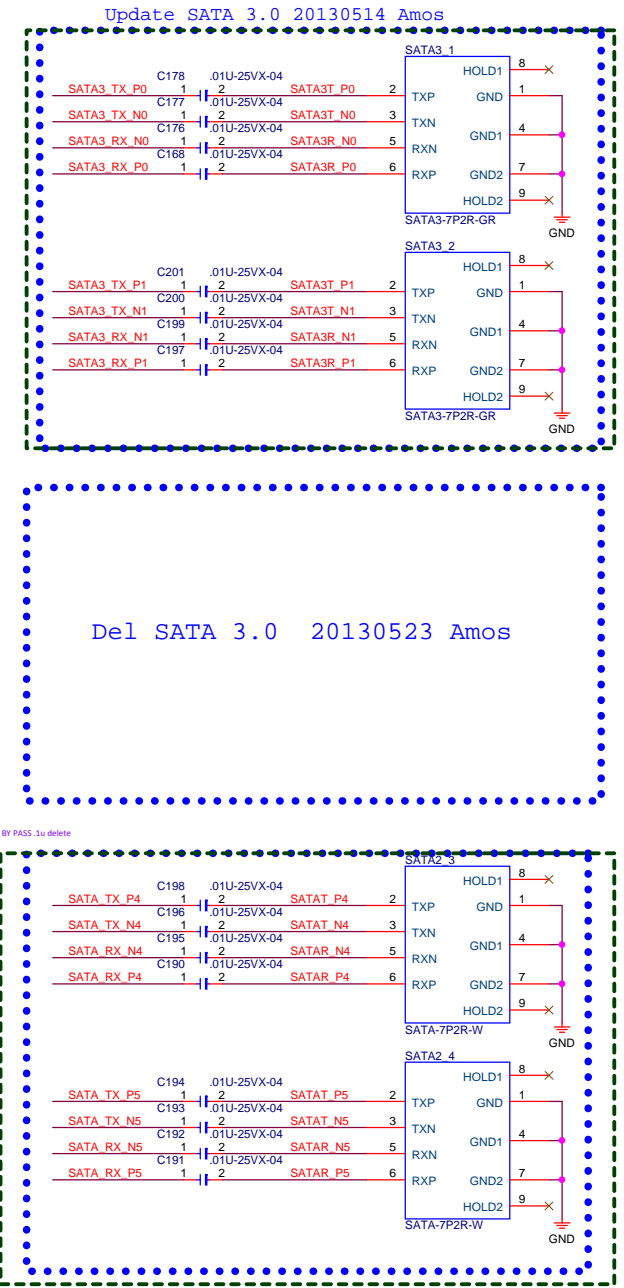 Update SATA 3.0 20130514 Amos
SATA3_1
HOLD1 8
C178 .01U-25VX-04
SATA3_TX_P0 1 2 SATA3T_P0 2 TXP GND 1
C177 .01U-25VX-04
SATA3_TX_N0 1 2 SATA3T_N0 3 TXN
C176 .01U-25VX-04 GND1 4
SATA3_RX_N0 1 2 SATA3R_N0 5 RXN
C168 .01U-25VX-04
SATA3_RX_P0 1 2 SATA3R_P0 6 RXP GND2 7
HOLD2 9
SATA3-7P2R-GR
GND
SATA3_2
HOLD1 8
C201 .01U-25VX-04
SATA3_TX_P1 1 2 SATA3T_P1 2 TXP GND 1
C200 .01U-25VX-04
SATA3_TX_N1 1 2 SATA3T_N1 3 TXN
C199 .01U-25VX-04 GND1 4
SATA3_RX_N1 1 2 SATA3R_N1 5 RXN
C197 .01U-25VX-04
SATA3_RX_P1 1 2 SATA3R_P1 6 RXP GND2 7
HOLD2 9
SATA3-7P2R-GR
GND
Del SATA 3.0 20130523 Amos
BY PASS .1u delete
SATA2_3
HOLD1 8
C198 .01U-25VX-04
SATA_TX_P4 1 2 SATAT_P4 2 TXP GND 1
C196 .01U-25VX-04
SATA_TX_N4 1 2 SATAT_N4 3 TXN
C195 .01U-25VX-04 GND1 4
SATA_RX_N4 1 2 SATAR_N4 5 RXN
C190 .01U-25VX-04
SATA_RX_P4 1 2 SATAR_P4 6 RXP GND2 7
HOLD2 9
SATA-7P2R-W
GND
SATA2_4
HOLD1 8
C194 .01U-25VX-04
SATA_TX_P5 1 2 SATAT_P5 2 TXP GND 1
C193 .01U-25VX-04
SATA_TX_N5 1 2 SATAT_N5 3 TXN
C192 .01U-25VX-04 GND1 4
SATA_RX_N5 1 2 SATAR_N5 5 RXN
C191 .01U-25VX-04
SATA_RX_P5 1 2 SATAR_P5 6 RXP GND2 7
HOLD2 9
SATA-7P2R-W
GND